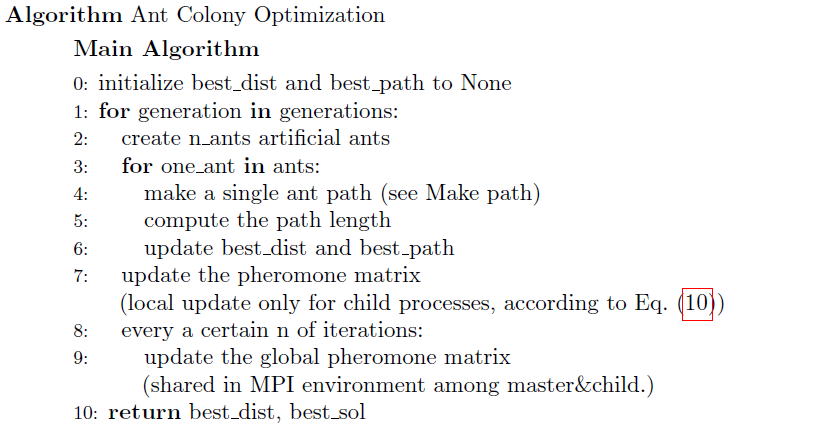 Algorithm Ant Colony Optimization
Main Algorithm
0: initialize best_dist and best_path to None
1: for generation in generations:
2: create n_ants artificial ants
3: for one_ant in ants:
4: make a single ant path (see Make path)
5: compute the path length
6: update best_dist and best_path
7: update the pheromone matrix
(local update only for child processes, according to Eq. (10))
8: every a certain n of iterations:
9: update the global pheromone matrix
(shared in MPI environment among master&child.)
10: return best_dist, best_sol